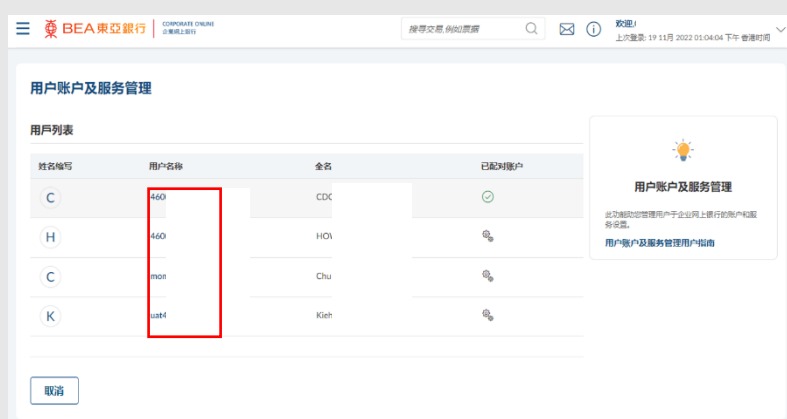 BEA東亞銀行 CORPORATE ONLINE
企業網上銀行
搜寻交易,例如票据
欢迎,
上次登录: 19 11月 2022 01:04:04 下午 香港时间
用户账户及服务管理
用戶列表
姓名缩写 用户名称 全名 已配对账户
C 460 CDC
H 460 HO
C mon Chu
K uat4 Kieh
取消
用户账户及服务管理
此功能助您管理用户于企业网上银行的账户和服
务设置。
用户账户及服务管理用户指南